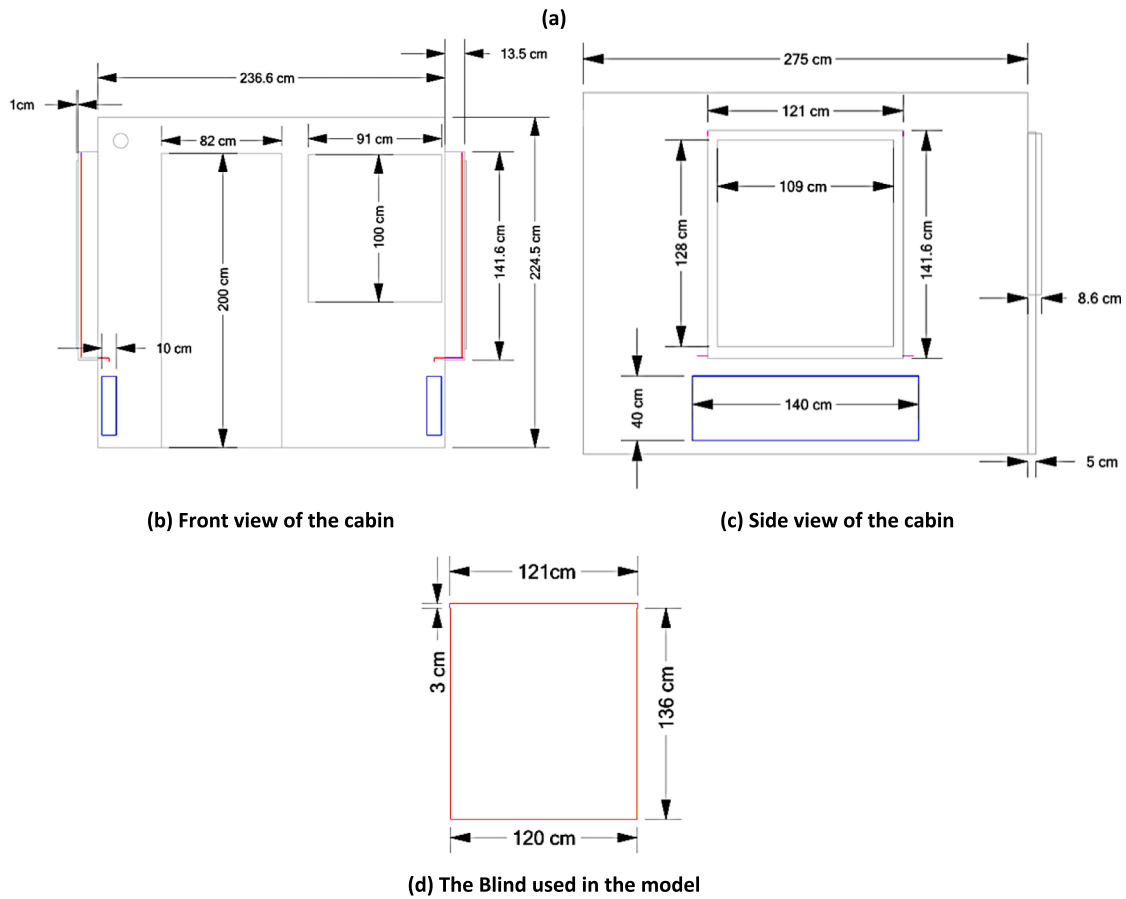 (a)
13.5 cm
236.6 cm
1cm
82 cm
91 cm
100 cm
200 cm
141.6 cm
224.5 cm
10 cm
275 cm
121 cm
109 cm
128 cm
141.6 cm
8.6 cm
40 cm
140 cm
5 cm
(b) Front view of the cabin
(c) Side view of the cabin
121cm
3 cm
136 cm
120 cm
(d) The Blind used in the model